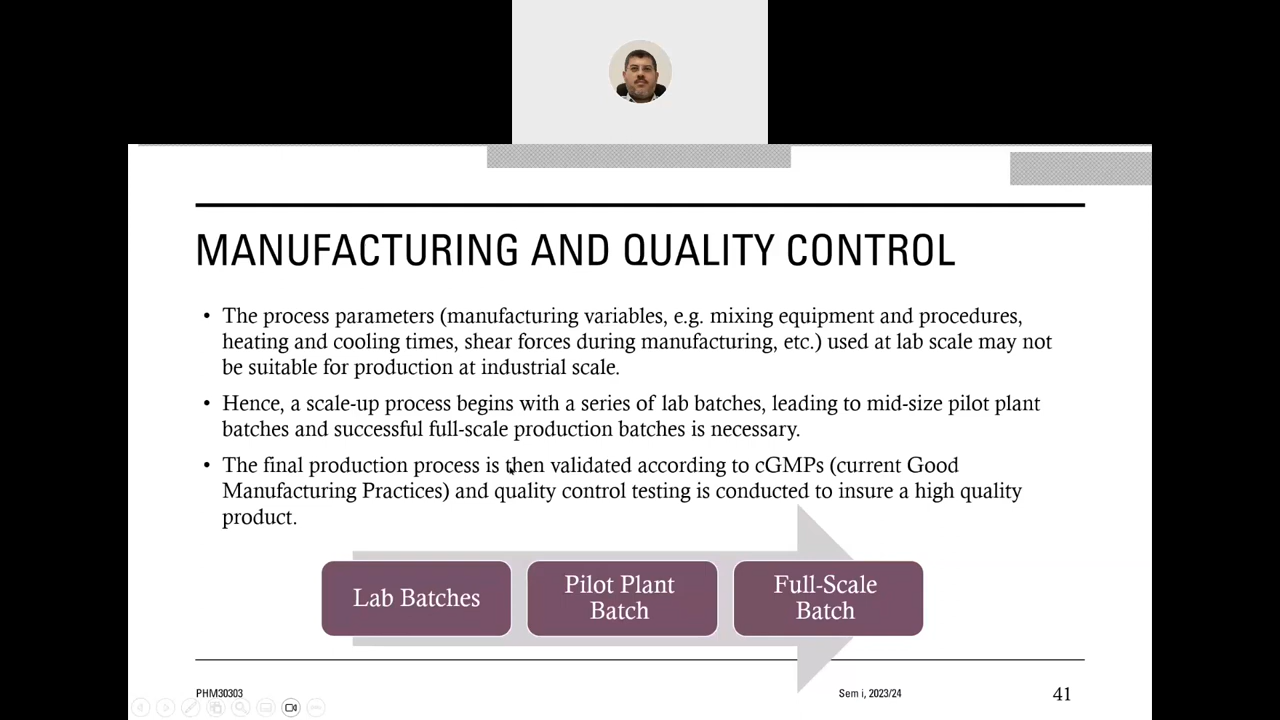 MANUFACTURING AND QUALITY CONTROL
• The process parameters (manufacturing variables, e.g. mixing equipment and procedures,
heating and cooling times, shear forces during manufacturing, etc.) used at lab scale may not
be suitable for production at industrial scale.
• Hence, a scale-up process begins with a series of lab batches, leading to mid-size pilot plant
batches and successful full-scale production batches is necessary.
• The final production process is then validated according to cGMPs (current Good
Manufacturing Practices) and quality control testing is conducted to insure a high quality
product.
Lab Batches
Pilot Plant
Batch
Full-Scale
Batch
PHM30303
Sem i, 2023/24
41